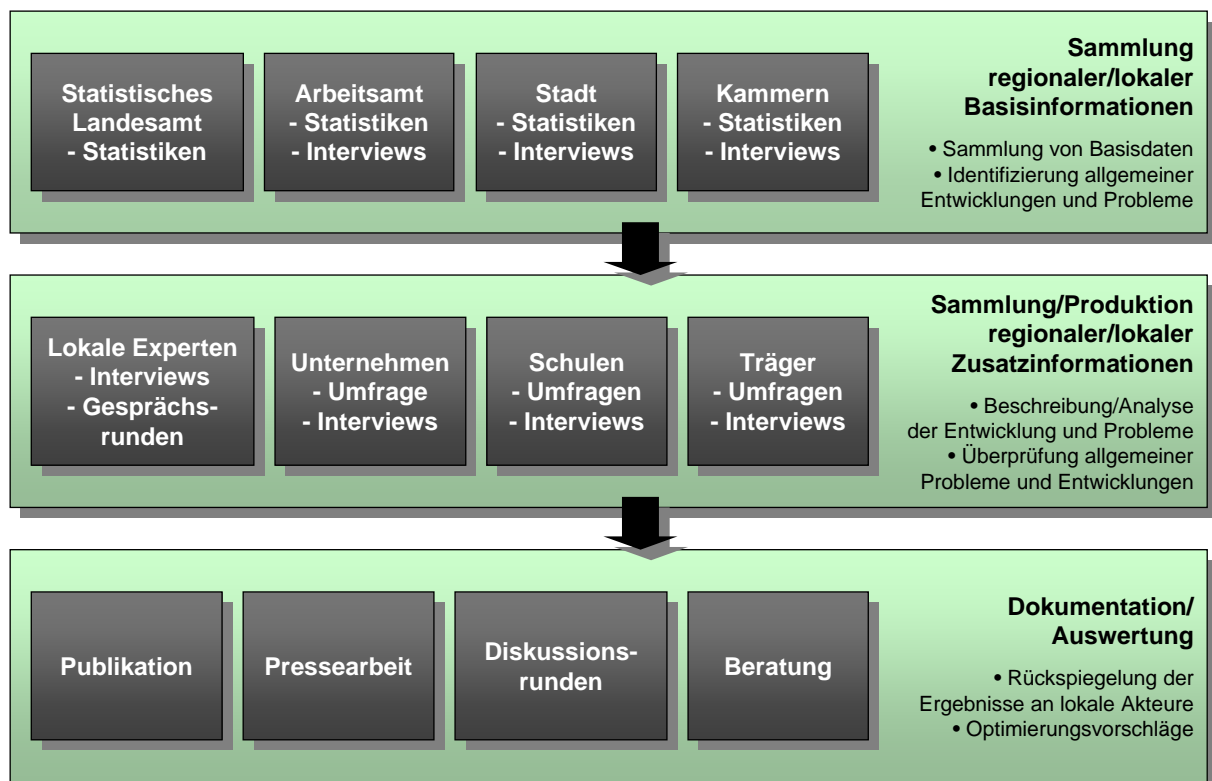 Statistisches
Landesamt
- Statistiken
Arbeitsamt
- Statistiken
- Interviews
Stadt
- Statistiken
- Interviews
Kammern
- Statistiken
- Interviews
Sammlung
regionaler/lokaler
Basisinformationen
• Sammlung von Basisdaten
• Identifizierung allgemeiner
Entwicklungen und Probleme
Lokale Experten
- Interviews
- Gesprächs-
runden
Unternehmen
- Umfrage
- Interviews
Schulen
- Umfragen
- Interviews
Träger
- Umfragen
- Interviews
Sammlung/Produktion
regionaler/lokaler
Zusatzinformationen
• Beschreibung/Analyse
der Entwicklung und Probleme
• Überprüfung allgemeiner
Probleme und Entwicklungen
Publikation
Pressearbeit
Diskussions-
runden
Beratung
Dokumentation/
Auswertung
• Rückspiegelung der
Ergebnisse an lokale Akteure
• Optimierungsvorschläge